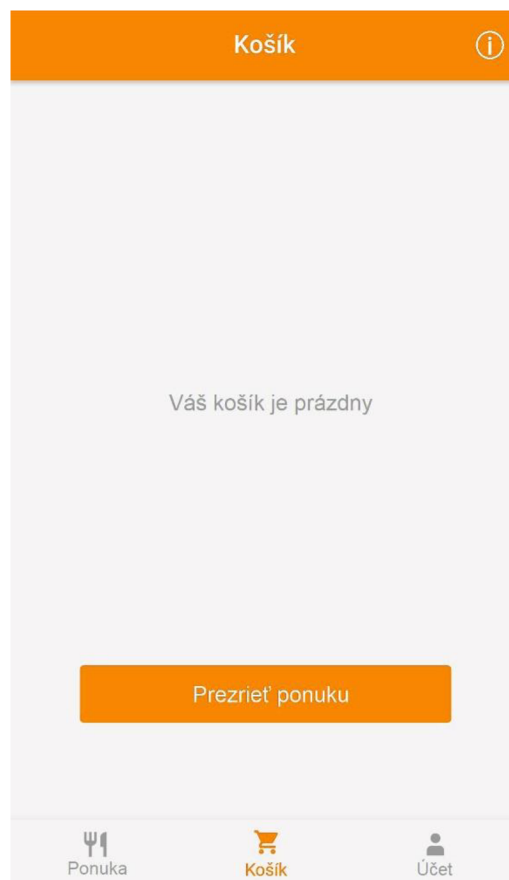 Košík
Váš košík je prázdny
Prezrieť ponuku
Ponuka
Košík
Účet